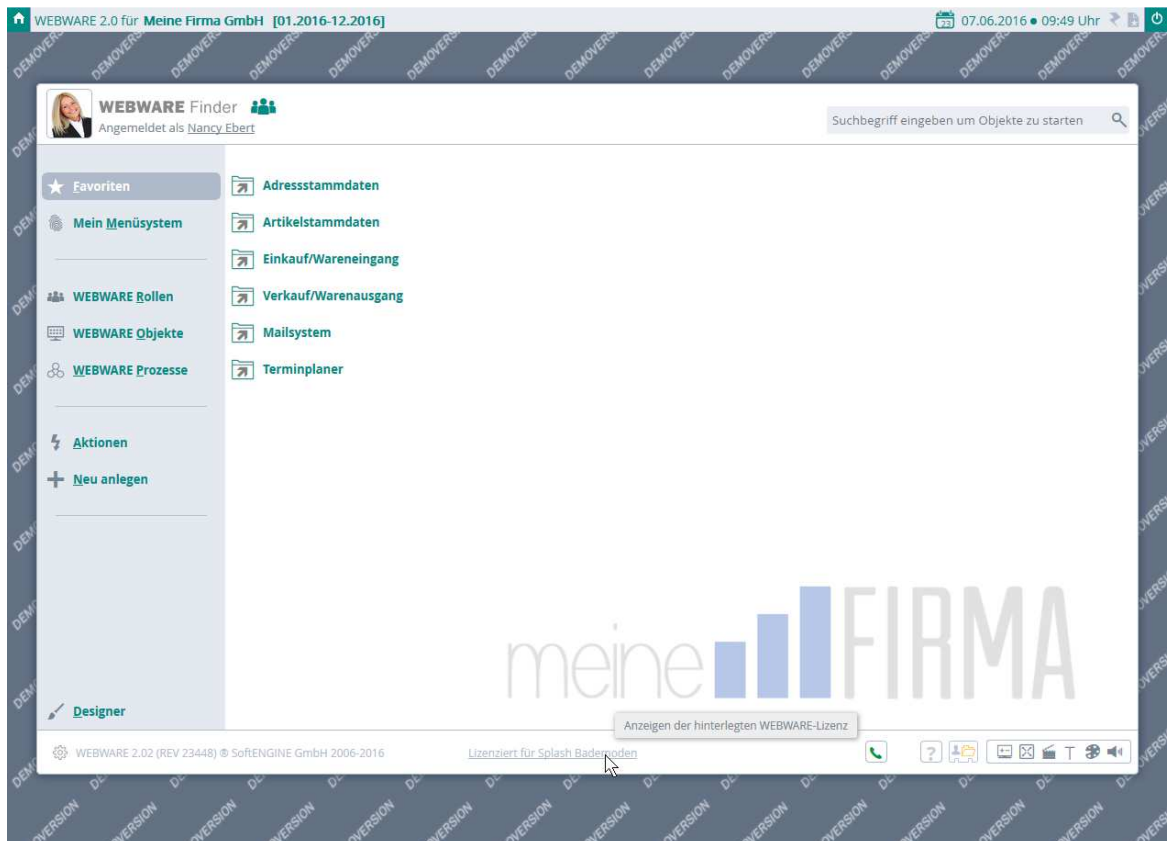 WEBWARE 2.0 für Meine Firma GmbH [01.2016-12.2016]
23
07.06.2016 • 09:49 Uhr
WEBWARE Finder
Angemeldet als Nancy Ebert
Suchbegriff eingeben um Objekte zu starten
Favoriten
Mein Menüsystem
WEBWARE Rollen
WEBWARE Objekte
WEBWARE Prozesse
Aktionen
Neu anlegen
Designer
Adressstammdaten
Artikelstammdaten
Einkauf/Wareneingang
Verkauf/Warenausgang
Mailsystem
Terminplaner
meine FIRMA
Anzeigen der hinterlegten WEBWARE-Lizenz
WEBWARE 2.02 (REV 23448) ® SoftENGINE GmbH 2006-2016
Lizenziert für Splash Bademoden
?
T
DEMOVERSION